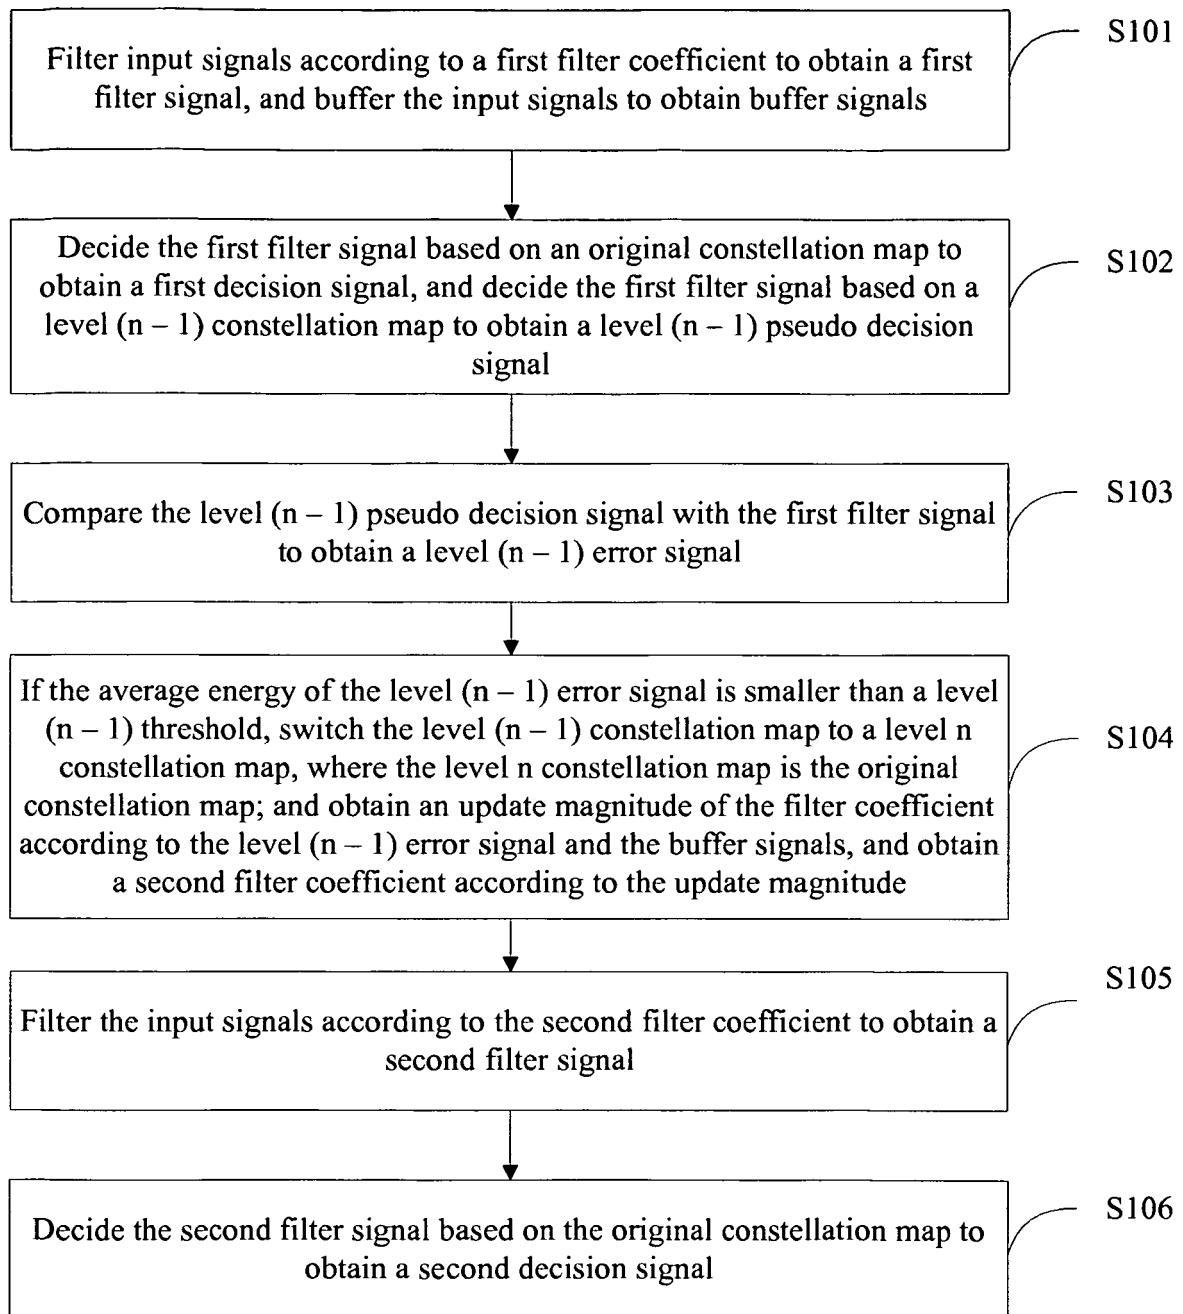 S101
Filter input signals according to a first filter coefficient to obtain a first
filter signal, and buffer the input signals to obtain buffer signals
S102
Decide the first filter signal based on an original constellation map to
obtain a first decision signal, and decide the first filter signal based on a
level (n – 1) constellation map to obtain a level (n – 1) pseudo decision
signal
S103
Compare the level (n – 1) pseudo decision signal with the first filter signal
to obtain a level (n – 1) error signal
If the average energy of the level (n – 1) error signal is smaller than a level
(n – 1) threshold, switch the level (n – 1) constellation map to a level n
constellation map, where the level n constellation map is the original
constellation map; and obtain an update magnitude of the filter coefficient
according to the level (n – 1) error signal and the buffer signals, and obtain
a second filter coefficient according to the update magnitude
S104
S105
Filter the input signals according to the second filter coefficient to obtain a
second filter signal
S106
Decide the second filter signal based on the original constellation map to
obtain a second decision signal